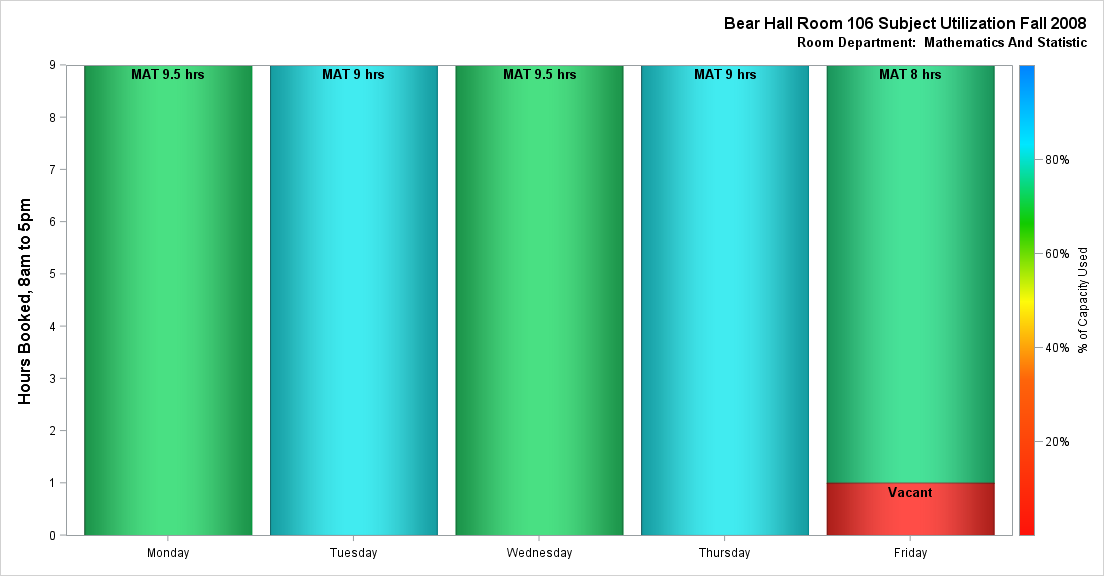 Bear Hall Room 106 Subject Utilization Fall 2008
Room Department:  Mathematics And Statistic
Hours Booked, 8am to 5pm
9
8
7
6
5
4
3
2
1
0
MAT 9.5 hrs
MAT 9 hrs
MAT 9.5 hrs
MAT 9 hrs
MAT 8 hrs
Vacant
Monday
Tuesday
Wednesday
Thursday
Friday
80%
60%
40%
20%
% of Capacity Used